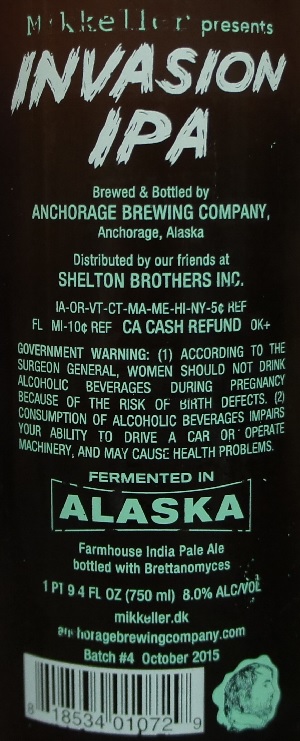 Mikkeller presents
INVASION
IPA
Brewed & Bottled by
ANCHORAGE BREWING COMPANY,
Anchorage, Alaska
Distributed by our friends at
SHELTON BROTHERS INC.
IA-OR-VT-CT-MA-ME-HI-NY-5¢ REF
FL MI-10¢ REF CA CASH REFUND OK+
GOVERNMENT WARNING: (1) ACCORDING TO THE
SURGEON GENERAL, WOMEN SHOULD NOT DRINK
ALCOHOLIC BEVERAGES DURING PREGNANCY
BECAUSE OF THE RISK OF BIRTH DEFECTS. (2)
CONSUMPTION OF ALCOHOLIC BEVERAGES IMPAIRS
YOUR ABILITY TO DRIVE A CAR OR OPERATE
MACHINERY, AND MAY CAUSE HEALTH PROBLEMS.
FERMENTED IN
ALASKA
Farmhouse India Pale Ale
bottled with Brettanomyces
1 PT 9 4 FL OZ (750 ml) 8.0% ALC/VOL
mikkeller.dk
anchoragebrewingcompany.com
Batch #4 October 2015
8 18534 01072 9